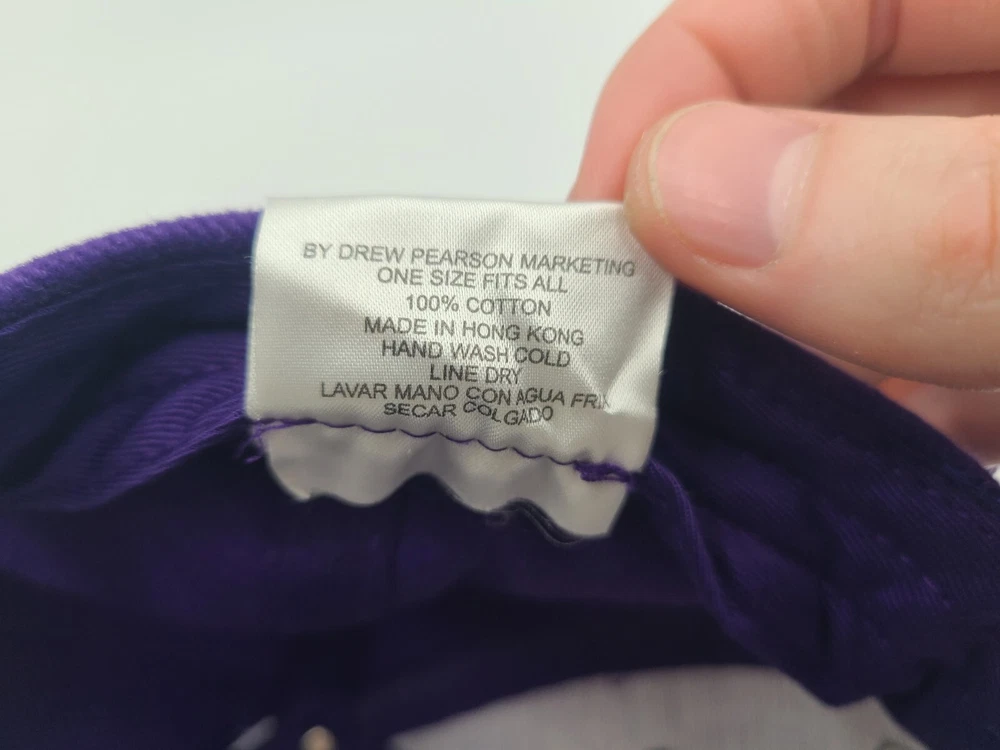 BY DREW PEARSON MARKETING
ONE SIZE FITS ALL
100% COTTON
MADE IN HONG KONG
HAND WASH COLD
LINE DRY
LAVAR MANO CON AGUA FRIA
SECAR COLGADO